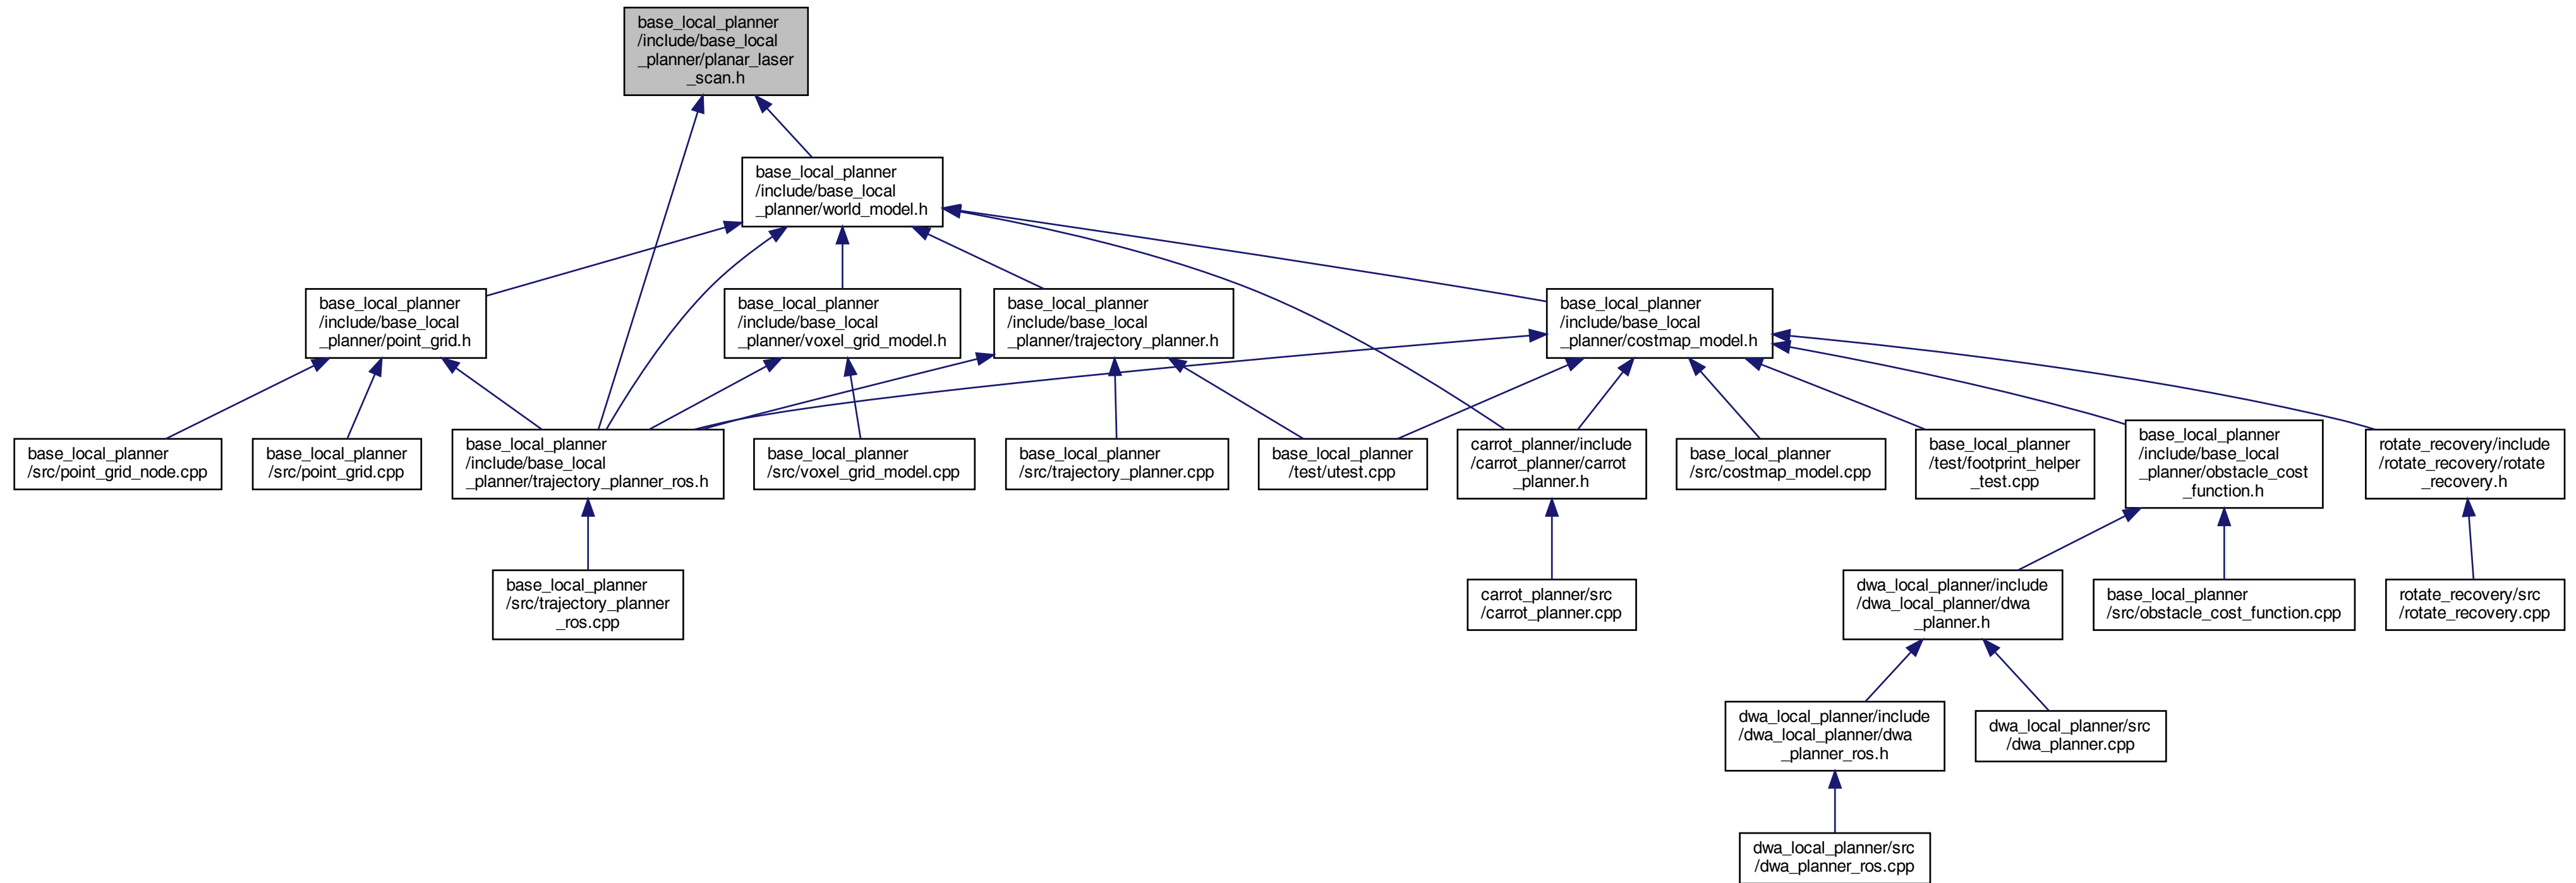 base_local_planner
/include/base_local
_planner/planar_laser
_scan.h
base_local_planner
/include/base_local
_planner/world_model.h
base_local_planner
/include/base_local
_planner/point_grid.h
base_local_planner
/include/base_local
_planner/voxel_grid_model.h
base_local_planner
/include/base_local
_planner/trajectory_planner.h
base_local_planner
/include/base_local
_planner/costmap_model.h
base_local_planner
/src/point_grid_node.cpp
base_local_planner
/src/point_grid.cpp
base_local_planner
/include/base_local
_planner/trajectory_planner_ros.h
base_local_planner
/src/voxel_grid_model.cpp
base_local_planner
/src/trajectory_planner.cpp
base_local_planner
/test/utest.cpp
carrot_planner/include
/carrot_planner/carrot
_planner.h
base_local_planner
/src/costmap_model.cpp
base_local_planner
/test/footprint_helper
_test.cpp
base_local_planner
/include/base_local
_planner/obstacle_cost
_function.h
rotate_recovery/include
/rotate_recovery/rotate
_recovery.h
base_local_planner
/src/trajectory_planner
_ros.cpp
carrot_planner/src
/carrot_planner.cpp
dwa_local_planner/include
/dwa_local_planner/dwa
_planner.h
base_local_planner
/src/obstacle_cost_function.cpp
rotate_recovery/src
/rotate_recovery.cpp
dwa_local_planner/include
/dwa_local_planner/dwa
_planner_ros.h
dwa_local_planner/src
/dwa_planner.cpp
dwa_local_planner/src
/dwa_planner_ros.cpp